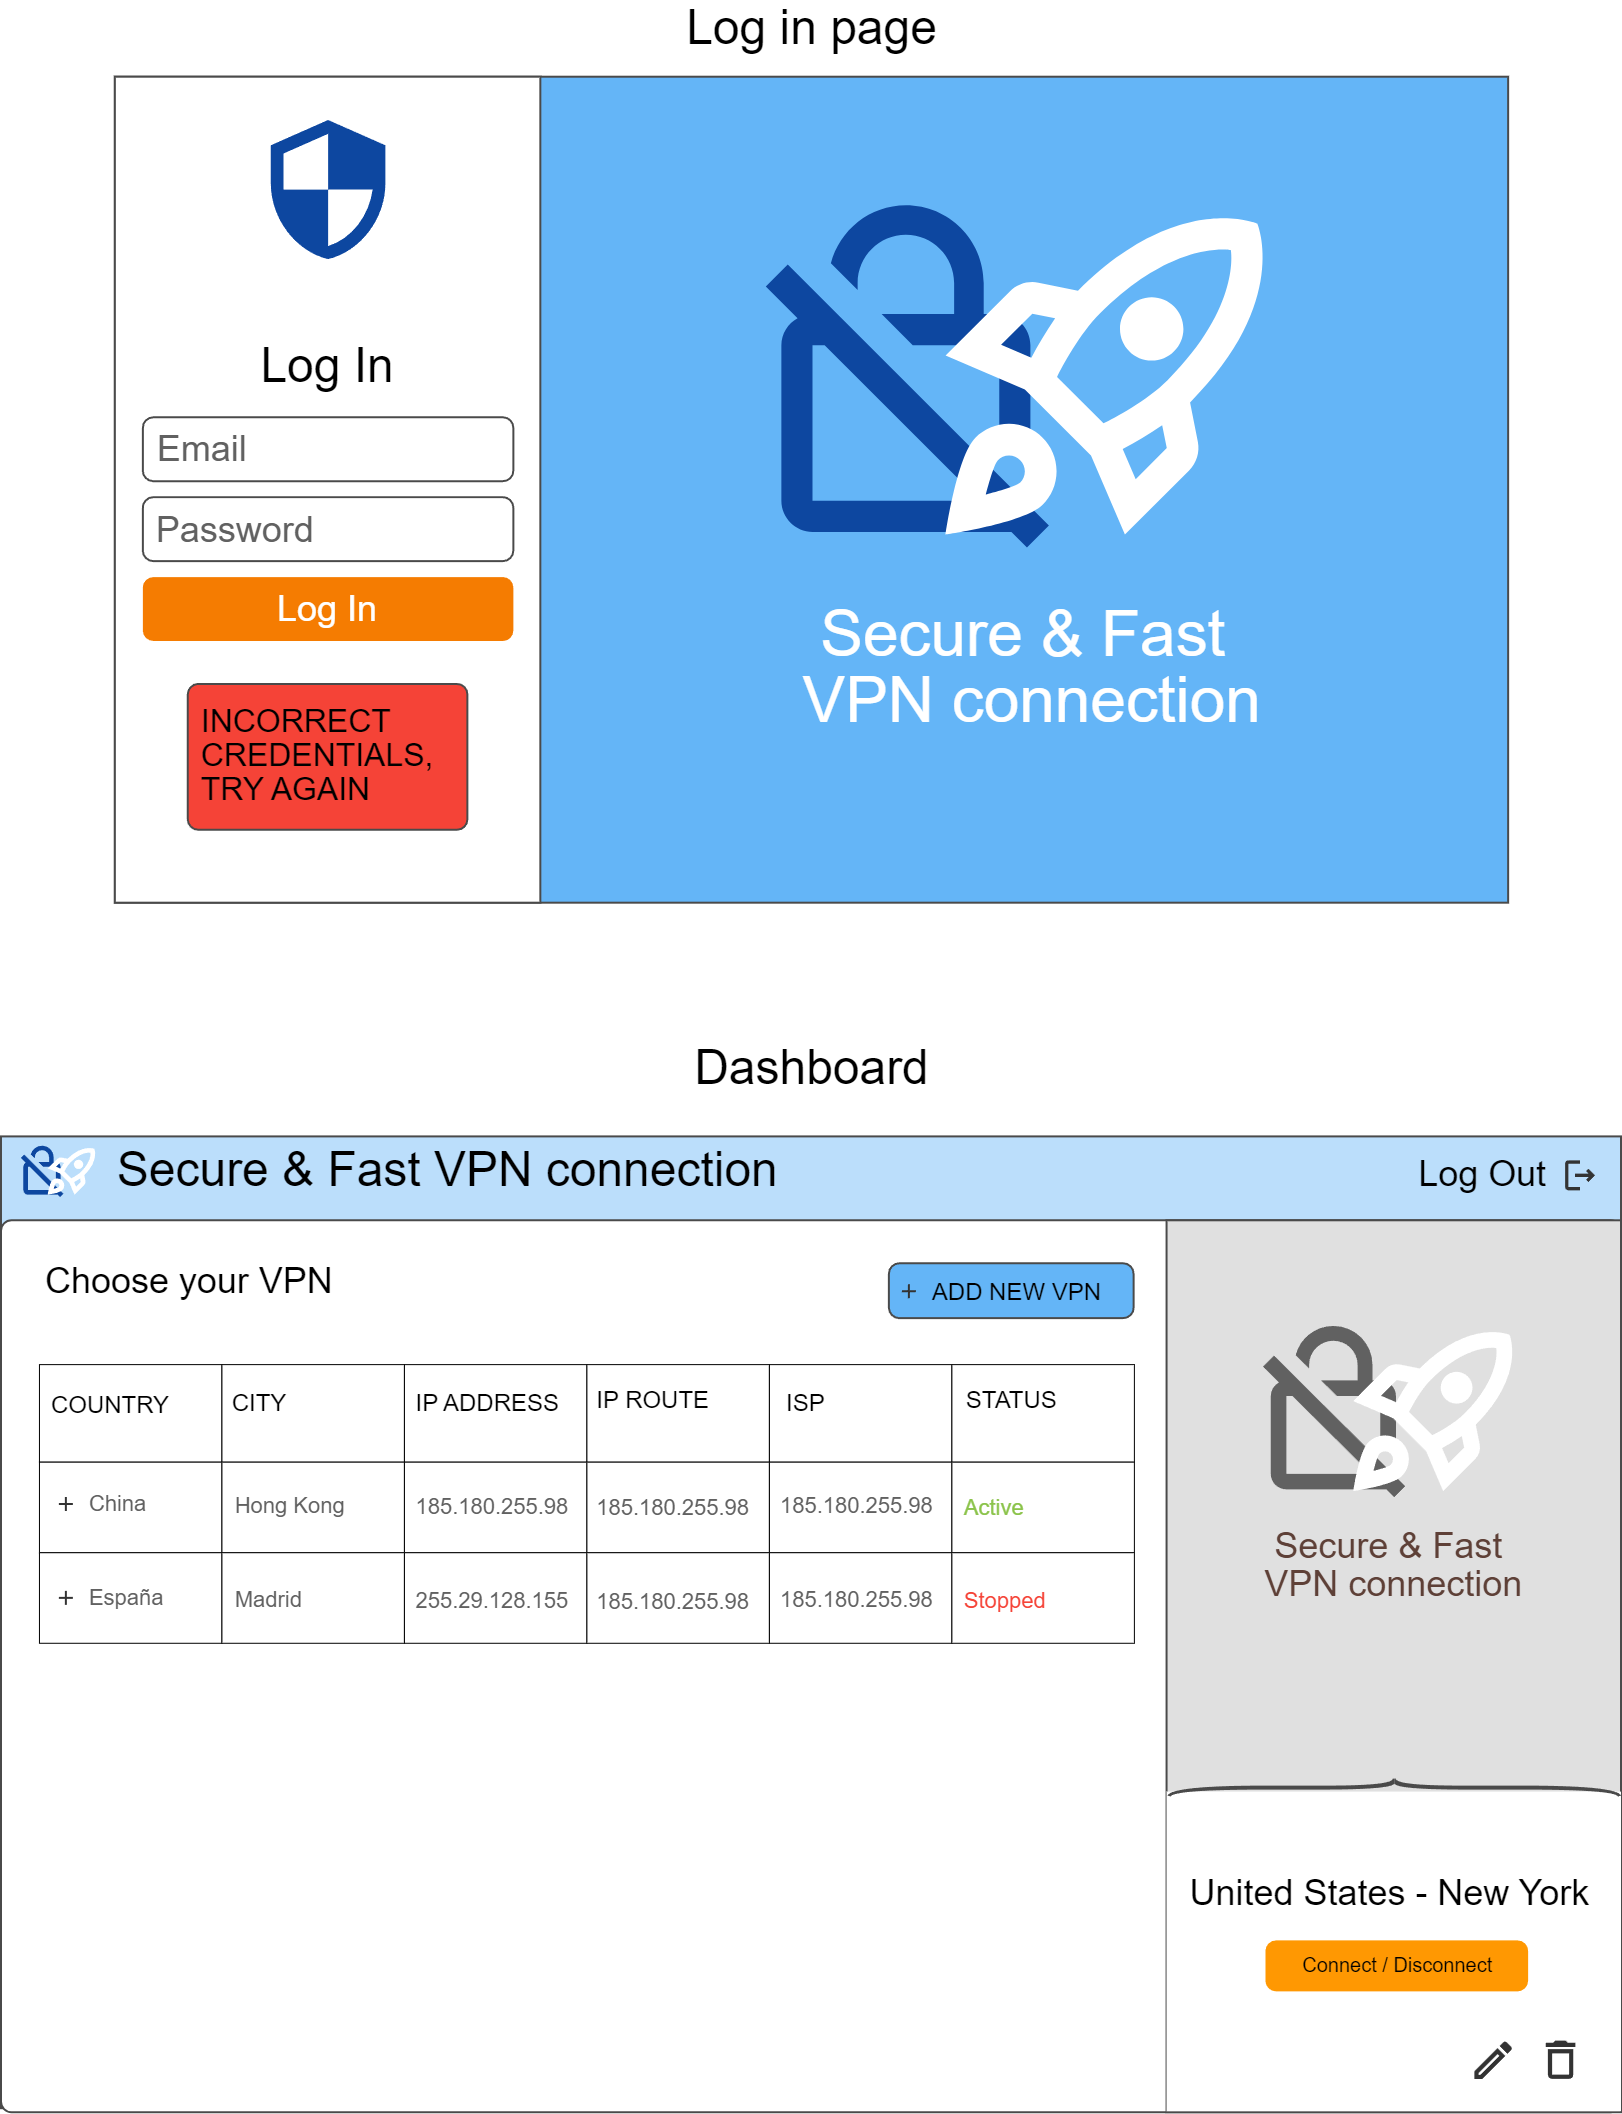 Log in page
Log In
Email
Password
Log In
INCORRECT
CREDENTIALS,
TRY AGAIN
Secure & Fast
VPN connection
Dashboard
Secure & Fast VPN connection
Log Out
Choose your VPN
+ ADD NEW VPN
COUNTRY CITY IP ADDRESS IP ROUTE ISP STATUS
+ China Hong Kong 185.180.255.98 185.180.255.98 185.180.255.98 Active
+ España Madrid 255.29.128.155 185.180.255.98 185.180.255.98 Stopped
Secure & Fast
VPN connection
United States - New York
Connect / Disconnect